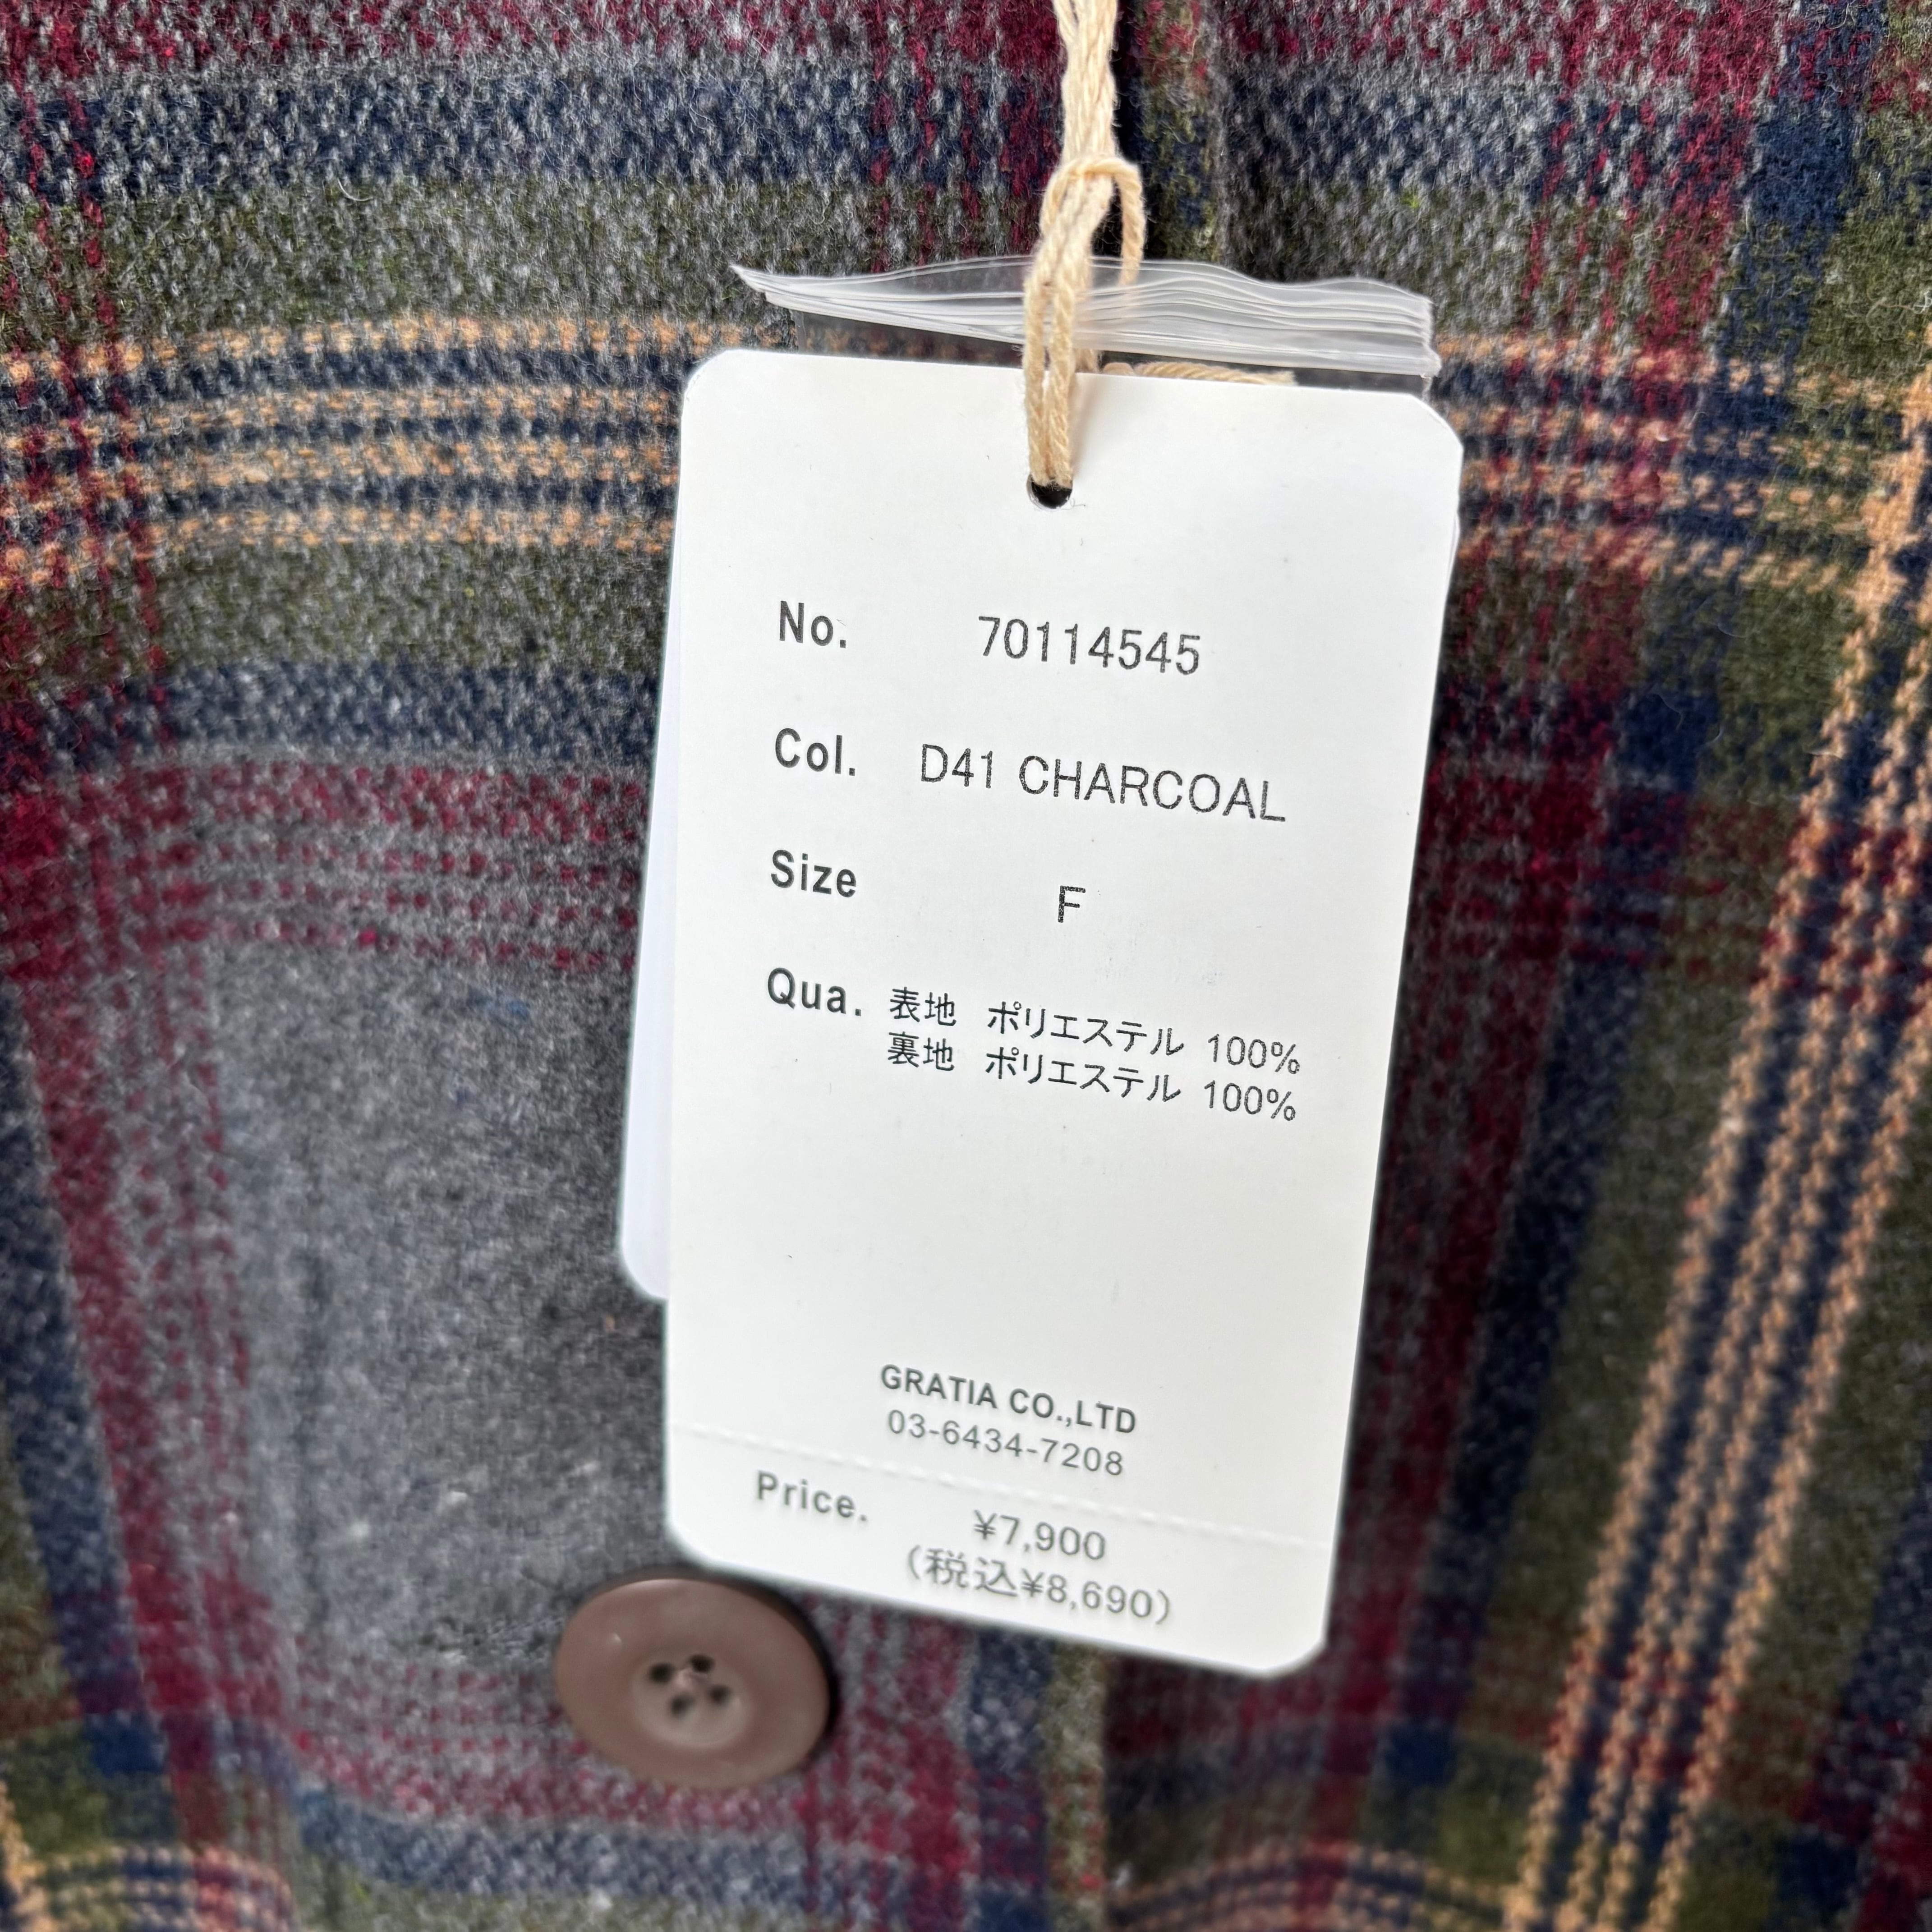 No. 70114545
Col. D41 CHARCOAL
Size F
Qua. 表地 ポリエステル 100%
裏地 ポリエステル 100%
GRATIA CO.,LTD
03-6434-7208
Price. ¥7,900
(税込¥8,690)